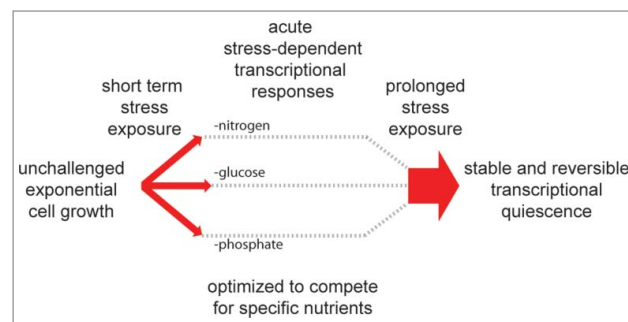 acute
stress-dependent
transcriptional
responses
short term
stress
exposure
prolonged
stress
exposure
-nitrogen
unchallenged
exponential
cell growth
-glucose
stable and reversible
transcriptional
quiescence
-phosphate
optimized to compete
for specific nutrients